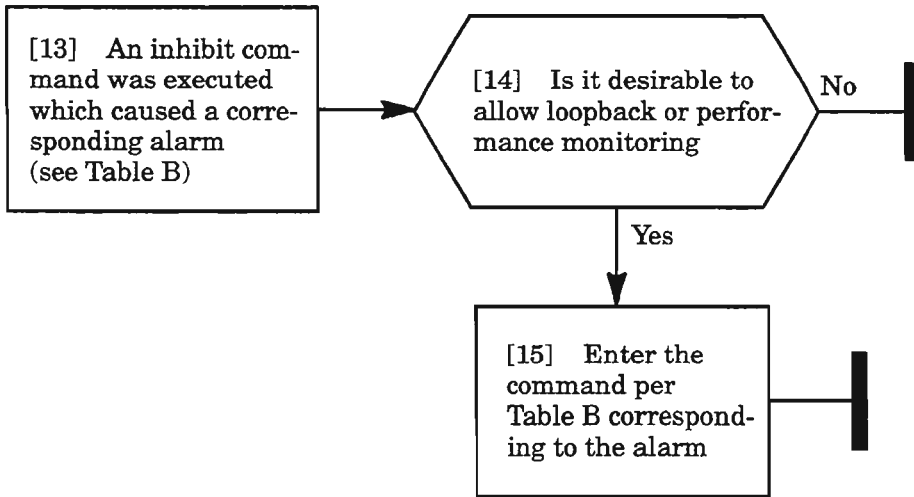 [13] An inhibit com-
mand was executed
which caused a corre-
sponding alarm
(see Table B)
[14] Is it desirable to
allow loopback or perfor-
mance monitoring
No
Yes
[15] Enter the
command per
Table B correspond-
ing to the alarm